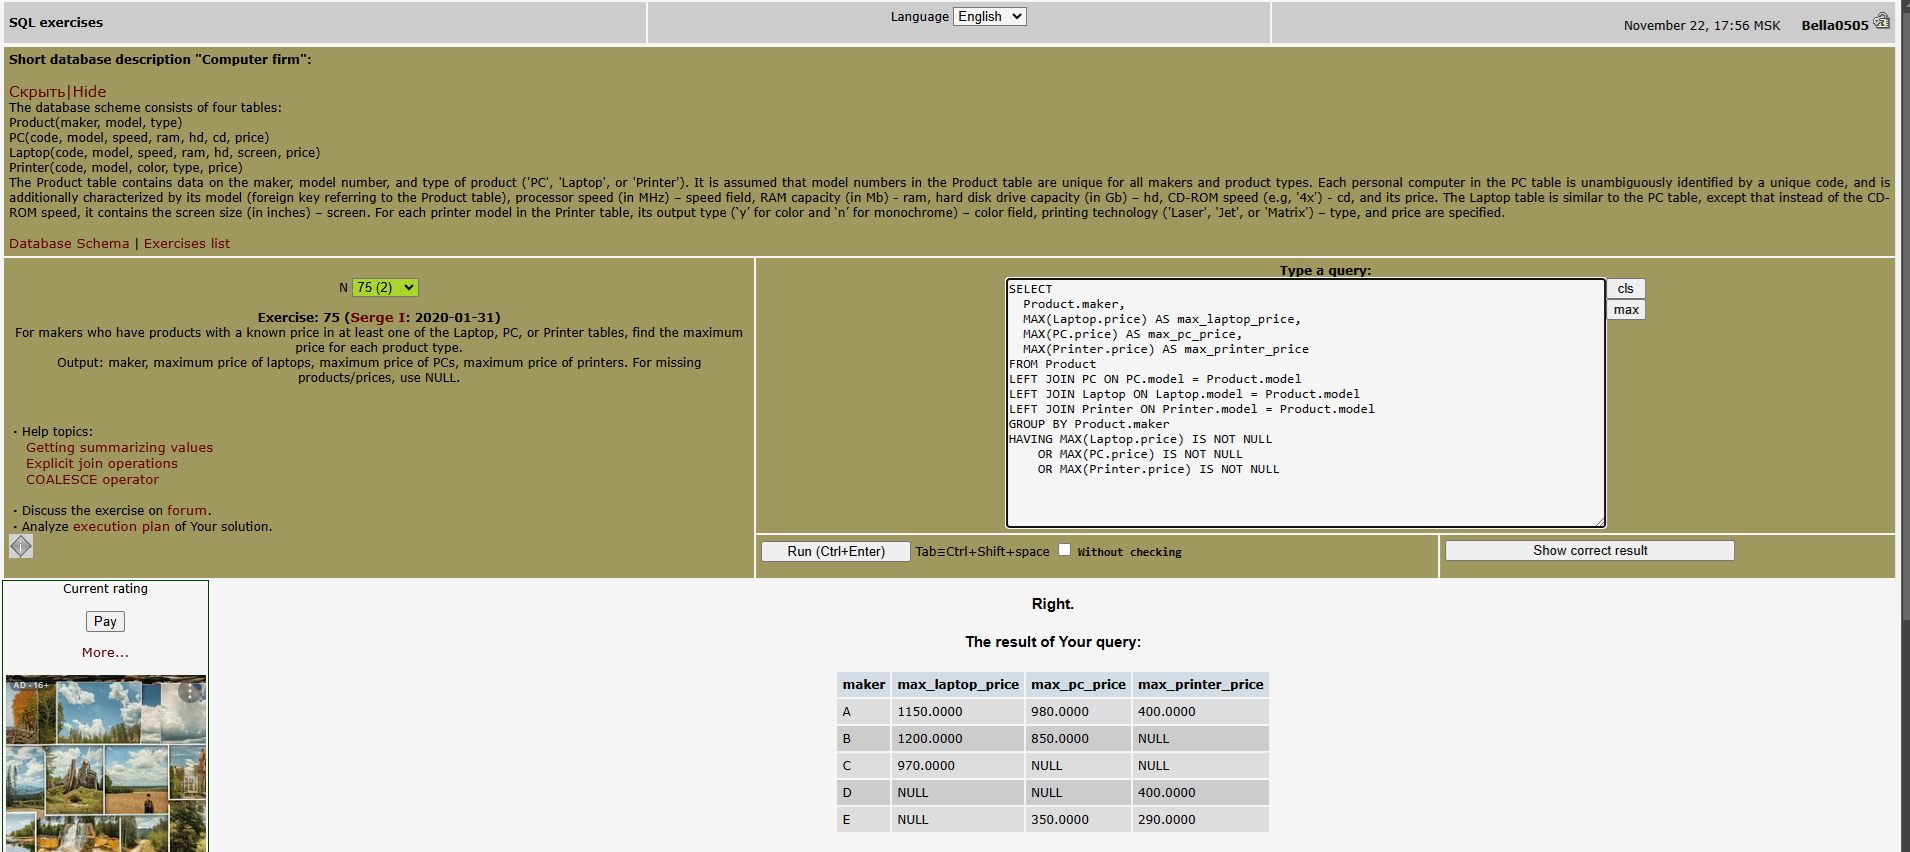 SQL exercises
Language English
November 22, 17:56 MSK Bella0505
Short database description "Computer firm":
Скрыть|Hide
The database scheme consists of four tables:
Product(maker, model, type)
PC(code, model, speed, ram, hd, cd, price)
Laptop(code, model, speed, ram, hd, screen, price)
Printer(code, model, color, type, price)
The Product table contains data on the maker, model number, and type of product ('PC', 'Laptop', or 'Printer'). It is assumed that model numbers in the Product table are unique for all makers and product types. Each personal computer in the PC table is unambiguously identified by a unique code, and is
additionally characterized by its model (foreign key referring to the Product table), processor speed (in MHz) – speed field, RAM capacity (in Mb) - ram, hard disk drive capacity (in Gb) – hd, CD-ROM speed (e.g, '4x') - cd, and its price. The Laptop table is similar to the PC table, except that instead of the CD-
ROM speed, it contains the screen size (in inches) – screen. For each printer model in the Printer table, its output type (‘y’ for color and ‘n’ for monochrome) – color field, printing technology ('Laser', 'Jet', or 'Matrix') – type, and price are specified.
Database Schema | Exercises list
N 75 (2)
Exercise: 75 (Serge I: 2020-01-31)
For makers who have products with a known price in at least one of the Laptop, PC, or Printer tables, find the maximum
price for each product type.
Output: maker, maximum price of laptops, maximum price of PCs, maximum price of printers. For missing
products/prices, use NULL.
· Help topics:
Getting summarizing values
Explicit join operations
COALESCE operator
· Discuss the exercise on forum.
· Analyze execution plan of Your solution.
Type a query:
SELECT
Product.maker,
MAX(Laptop.price) AS max_laptop_price,
MAX(PC.price) AS max_pc_price,
MAX(Printer.price) AS max_printer_price
FROM Product
LEFT JOIN PC ON PC.model = Product.model
LEFT JOIN Laptop ON Laptop.model = Product.model
LEFT JOIN Printer ON Printer.model = Product.model
GROUP BY Product.maker
HAVING MAX(Laptop.price) IS NOT NULL
OR MAX(PC.price) IS NOT NULL
OR MAX(Printer.price) IS NOT NULL
cls
max
Run (Ctrl+Enter) Tab≡Ctrl+Shift+space Without checking
Show correct result
Current rating
Pay
More...
AD · 16+
Right.
The result of Your query:
maker max_laptop_price max_pc_price max_printer_price
A 1150.0000 980.0000 400.0000
B 1200.0000 850.0000 NULL
C 970.0000 NULL NULL
D NULL NULL 400.0000
E NULL 350.0000 290.0000